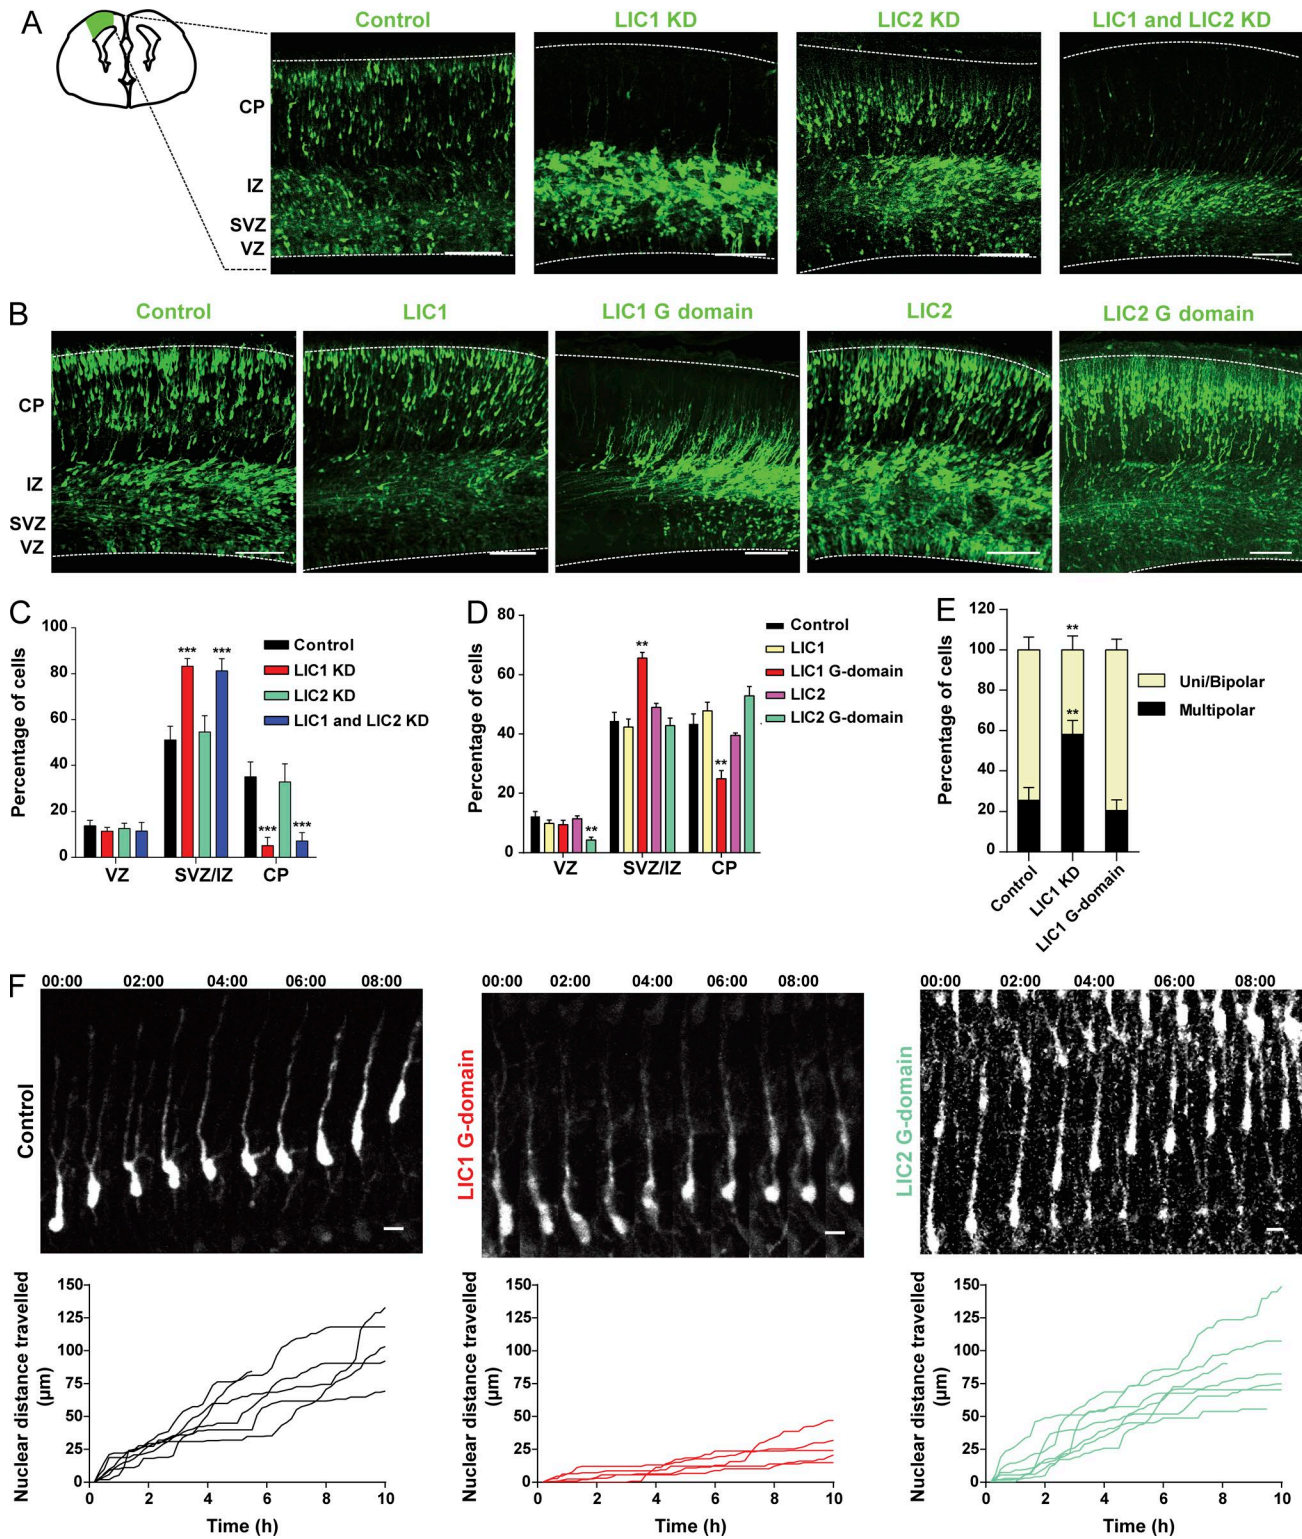 A
Control
LIC1 KD
LIC2 KD
LIC1 and LIC2 KD
CP
IZ
SVZ
VZ
B
Control
LIC1
LIC1 G domain
LIC2
LIC2 G domain
CP
IZ
SVZ
VZ
C
Percentage of cells
100
80
60
40
20
0
***
***
***
***
Control
LIC1 KD
LIC2 KD
LIC1 and LIC2 KD
VZ
SVZ/IZ
CP
D
Percentage of cells
80
60
40
20
0
**
**
**
Control
LIC1
LIC1 G-domain
LIC2
LIC2 G-domain
VZ
SVZ/IZ
CP
E
Percentage of cells
120
100
80
60
40
20
0
**
**
Uni/Bipolar
Multipolar
Control
LIC1 KD
LIC1 G-domain
F
00:00 02:00 04:00 06:00 08:00
Control
00:00 02:00 04:00 06:00 08:00
LIC1 G-domain
00:00 02:00 04:00 06:00 08:00
LIC2 G-domain
Nuclear distance travelled
(µm)
150
125
100
75
50
25
0
0 2 4 6 8 10
Time (h)
Nuclear distance travelled
(µm)
150
125
100
75
50
25
0
0 2 4 6 8 10
Time (h)
Nuclear distance travelled
(µm)
150
125
100
75
50
25
0
0 2 4 6 8 10
Time (h)